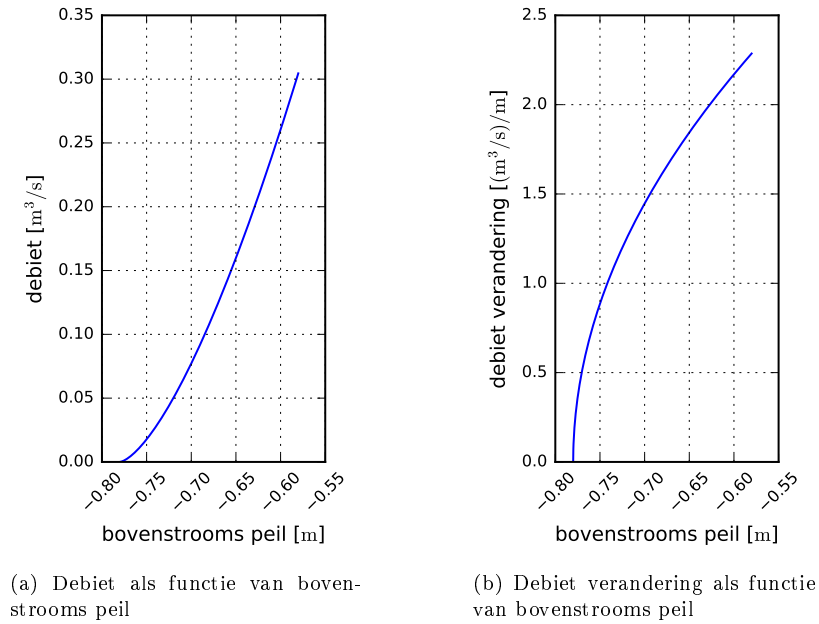 0.35
0.30
0.25
0.20
0.15
0.10
0.05
0.00
debiet [m³/s]
−0.80 −0.75 −0.70 −0.65 −0.60 −0.55
bovenstrooms peil [m]
(a) Debiet als functie van boven-
strooms peil
2.5
2.0
1.5
1.0
0.5
0.0
debiet verandering [(m³/s)/m]
−0.80 −0.75 −0.70 −0.65 −0.60 −0.55
bovenstrooms peil [m]
(b) Debiet verandering als functie
van bovenstrooms peil